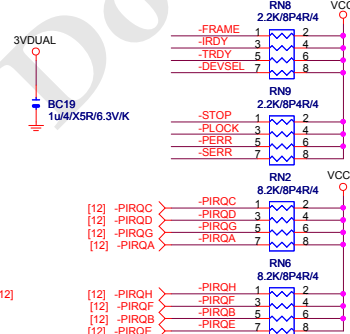 RN8
VCC
2.2K/8P4R/4
3VDUAL
-FRAME 1 2
-IRDY 3 4
-TRDY 5 6
-DEVSEL 7 8
BC19
1u/4/X5R/6.3V/K
RN9
2.2K/8P4R/4
-STOP 1 2
-PLOCK 3 4
-PERR 5 6
-SERR 7 8
RN2
VCC
8.2K/8P4R/4
[12] -PIRQC -PIRQC 1 2
[12] -PIRQD -PIRQD 3 4
[12] -PIRQG -PIRQG 5 6
[12] -PIRQA -PIRQA 7 8
RN6
8.2K/8P4R/4
12] [12] -PIRQH -PIRQH 1 2
[12] -PIRQF -PIRQF 3 4
[12] -PIRQB -PIRQB 5 6
[12] -PIRQE -PIRQE 7 8